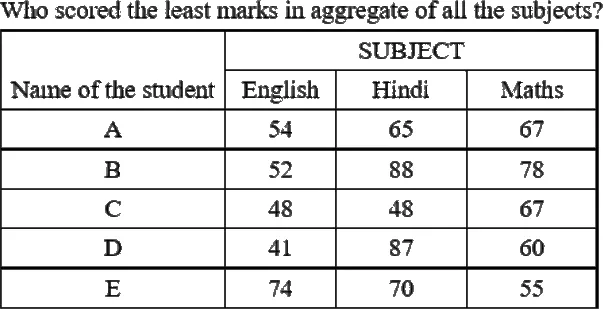 Who scored the least marks in aggregate of all the subjects?
SUBJECT
Name of the student English Hindi Maths
A 54 65 67
B 52 88 78
C 48 48 67
D 41 87 60
E 74 70 55